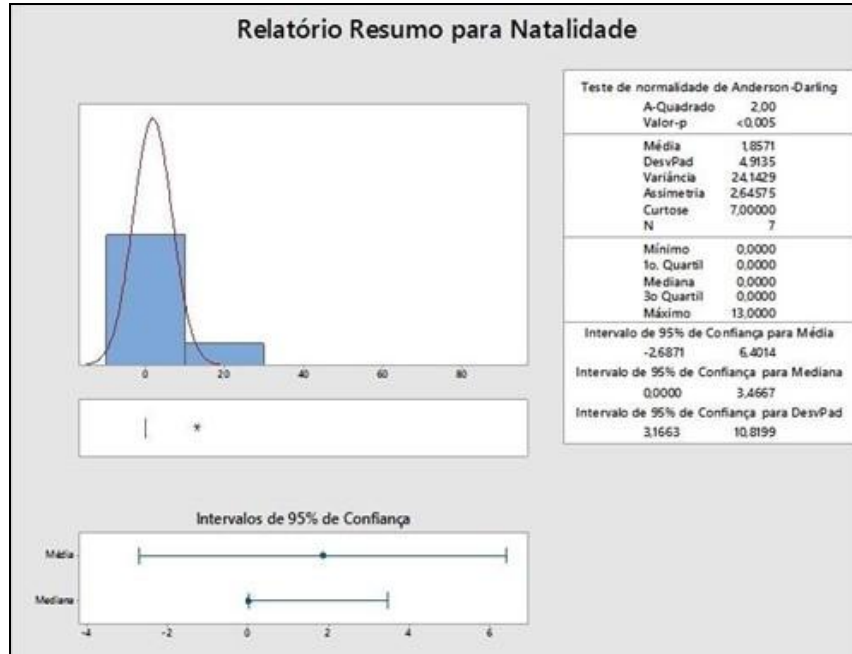 Relatório Resumo para Natalidade
Teste de normalidade de Anderson-Darling
A-Quadrado 2,00
Valor-p <0,005
Média 1,8571
DesvPad 4,9135
Variância 24,1429
Assimetria 2,64575
Curtose 7,00000
N 7
Mínimo 0,0000
1o. Quartil 0,0000
Mediana 0,0000
3o Quartil 0,0000
Máximo 13,0000
Intervalo de 95% de Confiança para Média
-2,6871 6,4014
Intervalo de 95% de Confiança para Mediana
0,0000 3,4667
Intervalo de 95% de Confiança para DesvPad
3,1663 10,8199
0 20 40 60 80
Intervalos de 95% de Confiança
Média
Mediana
-4 -2 0 2 4 6